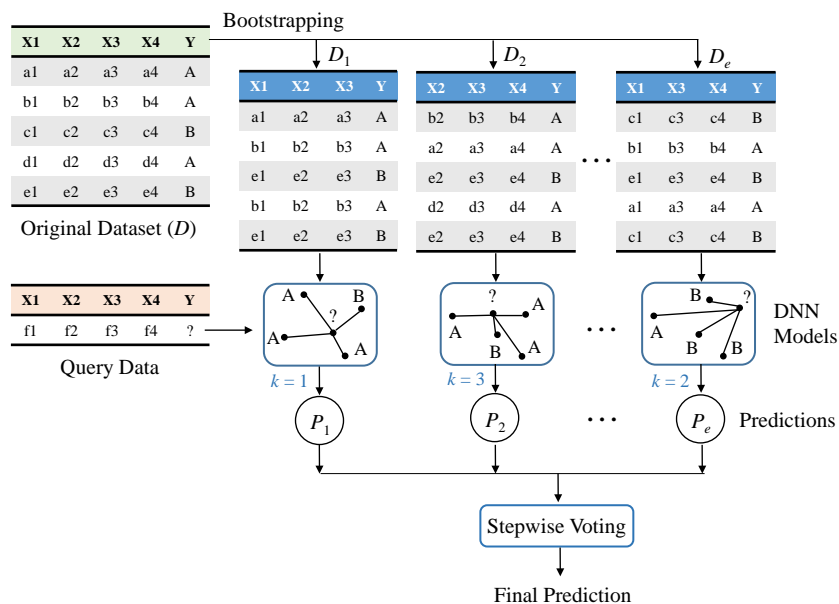 Bootstrapping
X1 X2 X3 X4 Y
a1 a2 a3 a4 A
b1 b2 b3 b4 A
c1 c2 c3 c4 B
d1 d2 d3 d4 A
e1 e2 e3 e4 B
Original Dataset (D)
D1
X1 X2 X3 Y
a1 a2 a3 A
b1 b2 b3 A
e1 e2 e3 B
b1 b2 b3 A
e1 e2 e3 B
D2
X2 X3 X4 Y
b2 b3 b4 A
a2 a3 a4 A
e2 e3 e4 B
d2 d3 d4 A
e2 e3 e4 B
...
De
X1 X3 X4 Y
c1 c3 c4 B
b1 b3 b4 A
e1 e3 e4 B
a1 a3 a4 A
c1 c3 c4 B
X1 X2 X3 X4 Y
f1 f2 f3 f4 ?
Query Data
A B
?
A
A
k = 1
?
A A
B A
k = 3
...
B ?
A
B
B
k = 2
DNN
Models
P1
P2
...
Pe
Predictions
Stepwise Voting
Final Prediction